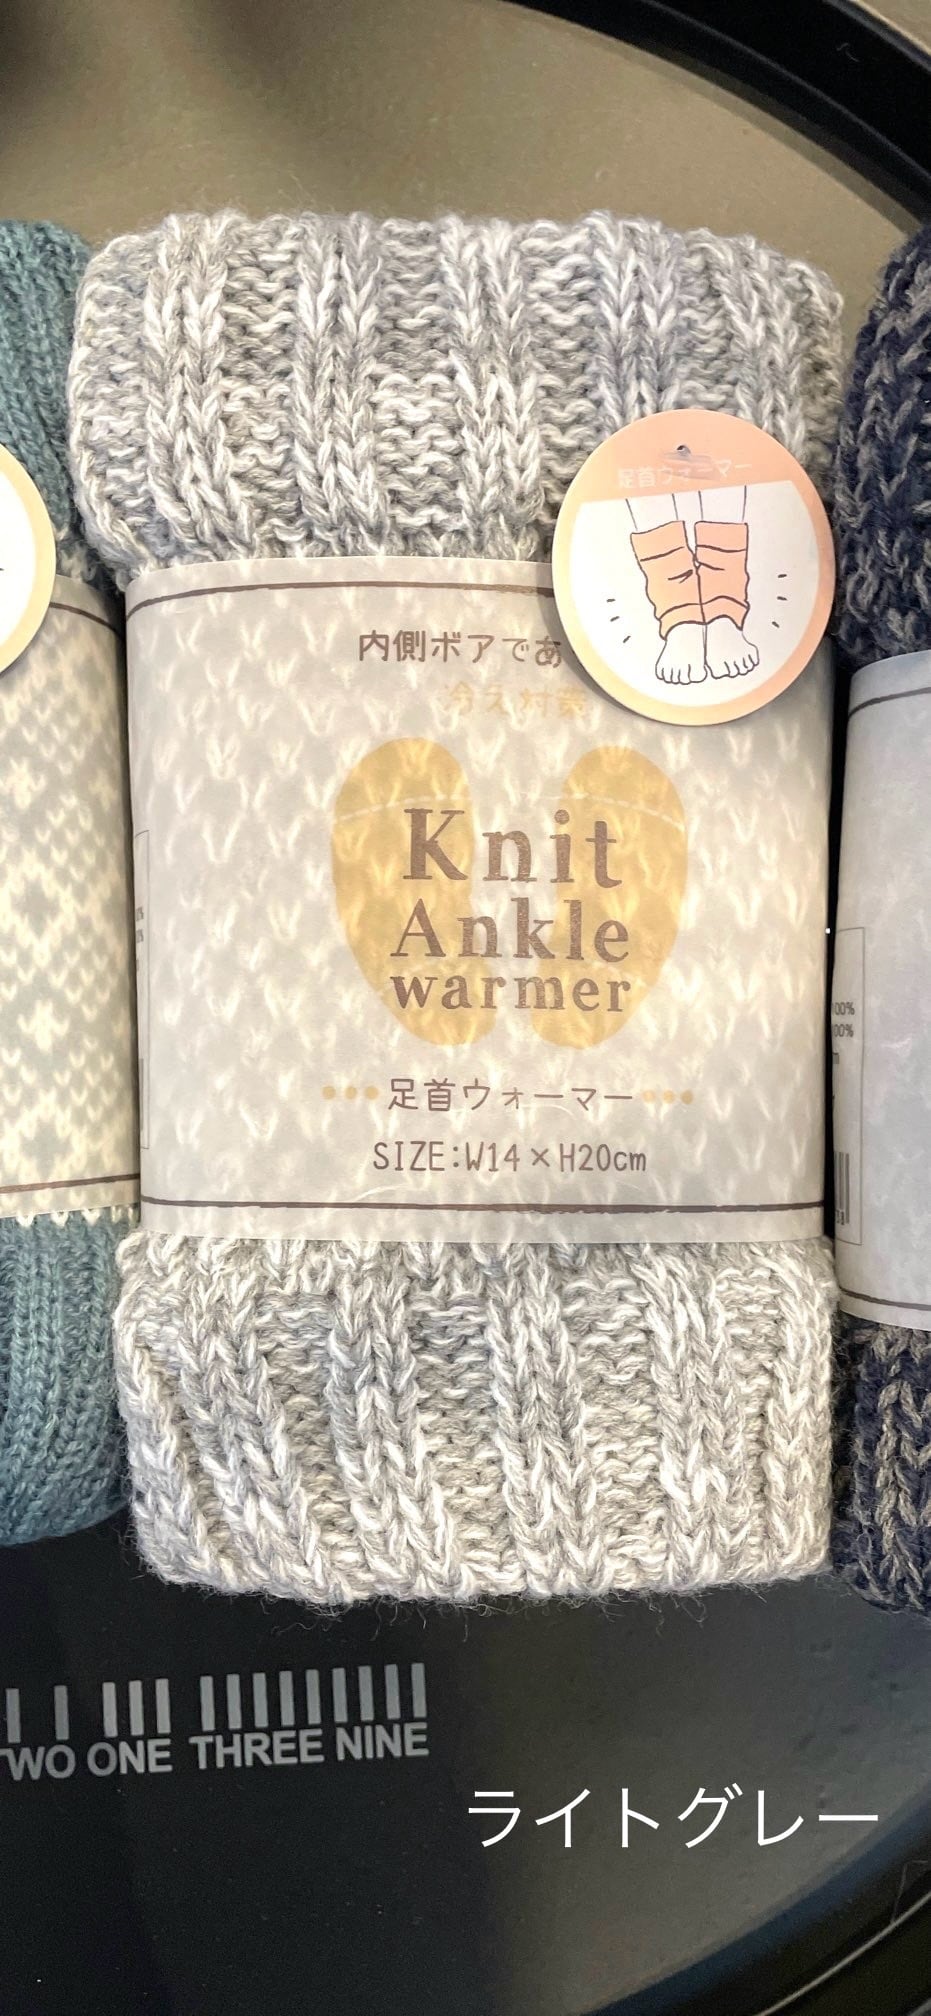 足首ウォーマー
内側ボアであ
冷え対策
Knit
Ankle
warmer
足首ウォーマー
SIZE:W14×H20cm
100%
100%
TWO ONE THREE NINE
ライトグレー